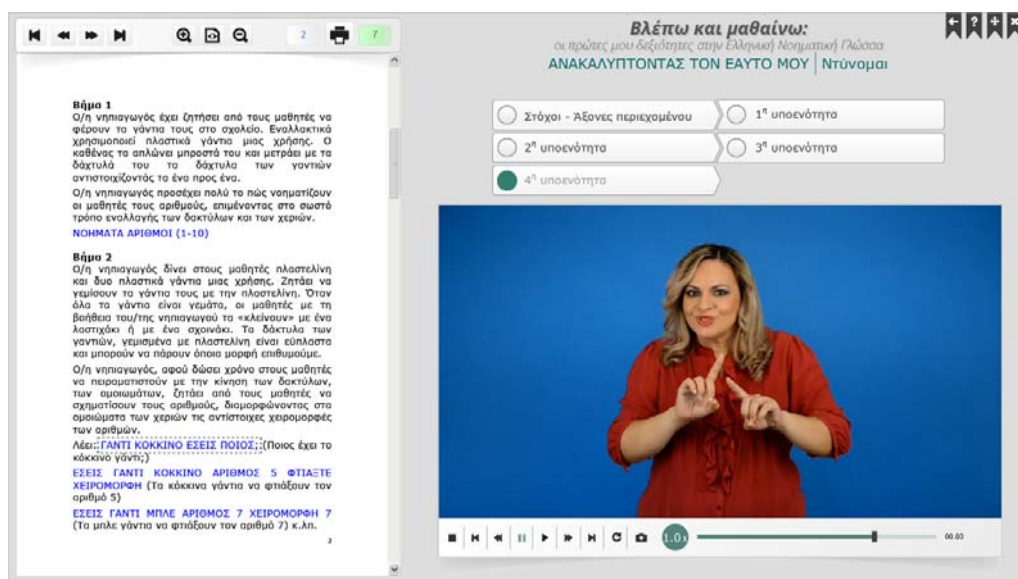 2
7
Βήμα 1
Ο/η νηπιαγωγός έχει ζητήσει από τους μαθητές να
φέρουν τα γάντια τους στο σχολείο. Εναλλακτικά
χρησιμοποιεί πλαστικά γάντια μιας χρήσης. Ο
καθένας τα απλώνει μπροστά του και μετράει με τα
δάχτυλά του τα δάχτυλα των γαντιών
αντιστοιχίζοντάς τα ένα προς ένα.
Ο/η νηπιαγωγός προσέχει πολύ το πώς νοηματίζουν
οι μαθητές τους αριθμούς, επιμένοντας στο σωστό
τρόπο εναλλαγής των δακτύλων και των χεριών.
ΝΟΗΜΑΤΑ ΑΡΙΘΜΟΙ (1-10)
Βήμα 2
Ο/η νηπιαγωγός δίνει στους μαθητές πλαστελίνη
και δυο πλαστικά γάντια μιας χρήσης. Ζητάει να
γεμίσουν τα γάντια τους με την πλαστελίνη. Όταν
όλα τα γάντια είναι γεμάτα, οι μαθητές με τη
βοήθεια του/της νηπιαγωγού τα «κλείνουν» με ένα
λαστιχάκι ή με ένα σχοινάκι. Τα δάκτυλα των
γαντιών, γεμισμένα με πλαστελίνη είναι εύπλαστα
και μπορούν να πάρουν όποια μορφή επιθυμούμε.
Ο/η νηπιαγωγός, αφού δώσει χρόνο στους μαθητές
να πειραματιστούν με την κίνηση των δακτύλων,
των ομοιωμάτων, ζητάει από τους μαθητές να
σχηματίσουν τους αριθμούς, διαμορφώνοντας στα
ομοιώματα των χεριών τις αντίστοιχες χειρομορφές
των αριθμών.
Λέει: ΓΑΝΤΙ ΚΟΚΚΙΝΟ ΕΣΕΙΣ ΠΟΙΟΣ; (Ποιος έχει το
κόκκινο γάντι;)
ΕΣΕΙΣ ΓΑΝΤΙ ΚΟΚΚΙΝΟ ΑΡΙΘΜΟΣ 5 ΦΤΙΑΞΤΕ
ΧΕΙΡΟΜΟΡΦΗ (Τα κόκκινα γάντια να φτιάξουν τον
αριθμό 5)
ΕΣΕΙΣ ΓΑΝΤΙ ΜΠΛΕ ΑΡΙΘΜΟΣ 7 ΧΕΙΡΟΜΟΡΦΗ 7
(Τα μπλε γάντια να φτιάξουν τον αριθμό 7) κ.λπ.
2
Βλέπω και μαθαίνω:
οι πρώτες μου δεξιότητες στην Ελληνική Νοηματική Γλώσσα
ΑΝΑΚΑΛΥΠΤΟΝΤΑΣ ΤΟΝ ΕΑΥΤΟ ΜΟΥ | Ντύνομαι
Στόχοι - Άξονες περιεχομένου
1η υποενότητα
2η υποενότητα
3η υποενότητα
4η υποενότητα
1.0x
00.03